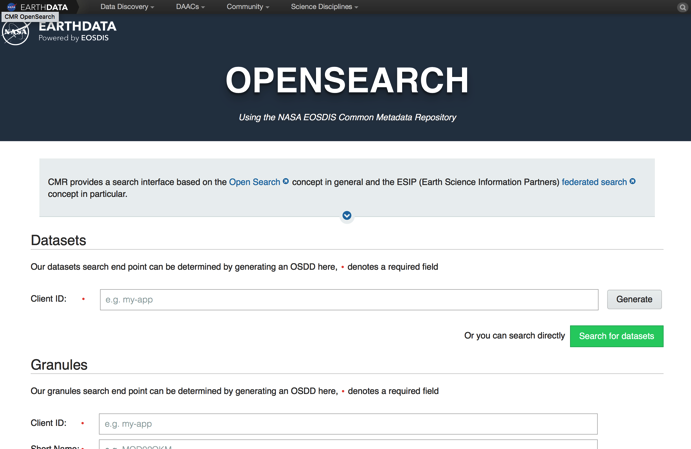 EARTHDATA Data Discovery DAACs Community Science Disciplines
CMR OpenSearch
NASA
EARTHDATA
Powered by EOSDIS
OPENSEARCH
Using the NASA EOSDIS Common Metadata Repository
CMR provides a search interface based on the Open Search concept in general and the ESIP (Earth Science Information Partners) federated search
concept in particular.
Datasets
Our datasets search end point can be determined by generating an OSDD here, • denotes a required field
Client ID: • e.g. my-app Generate
Or you can search directly Search for datasets
Granules
Our granules search end point can be determined by generating an OSDD here, • denotes a required field
Client ID: • e.g. my-app
Short Name: • e.g. MOD02QKM